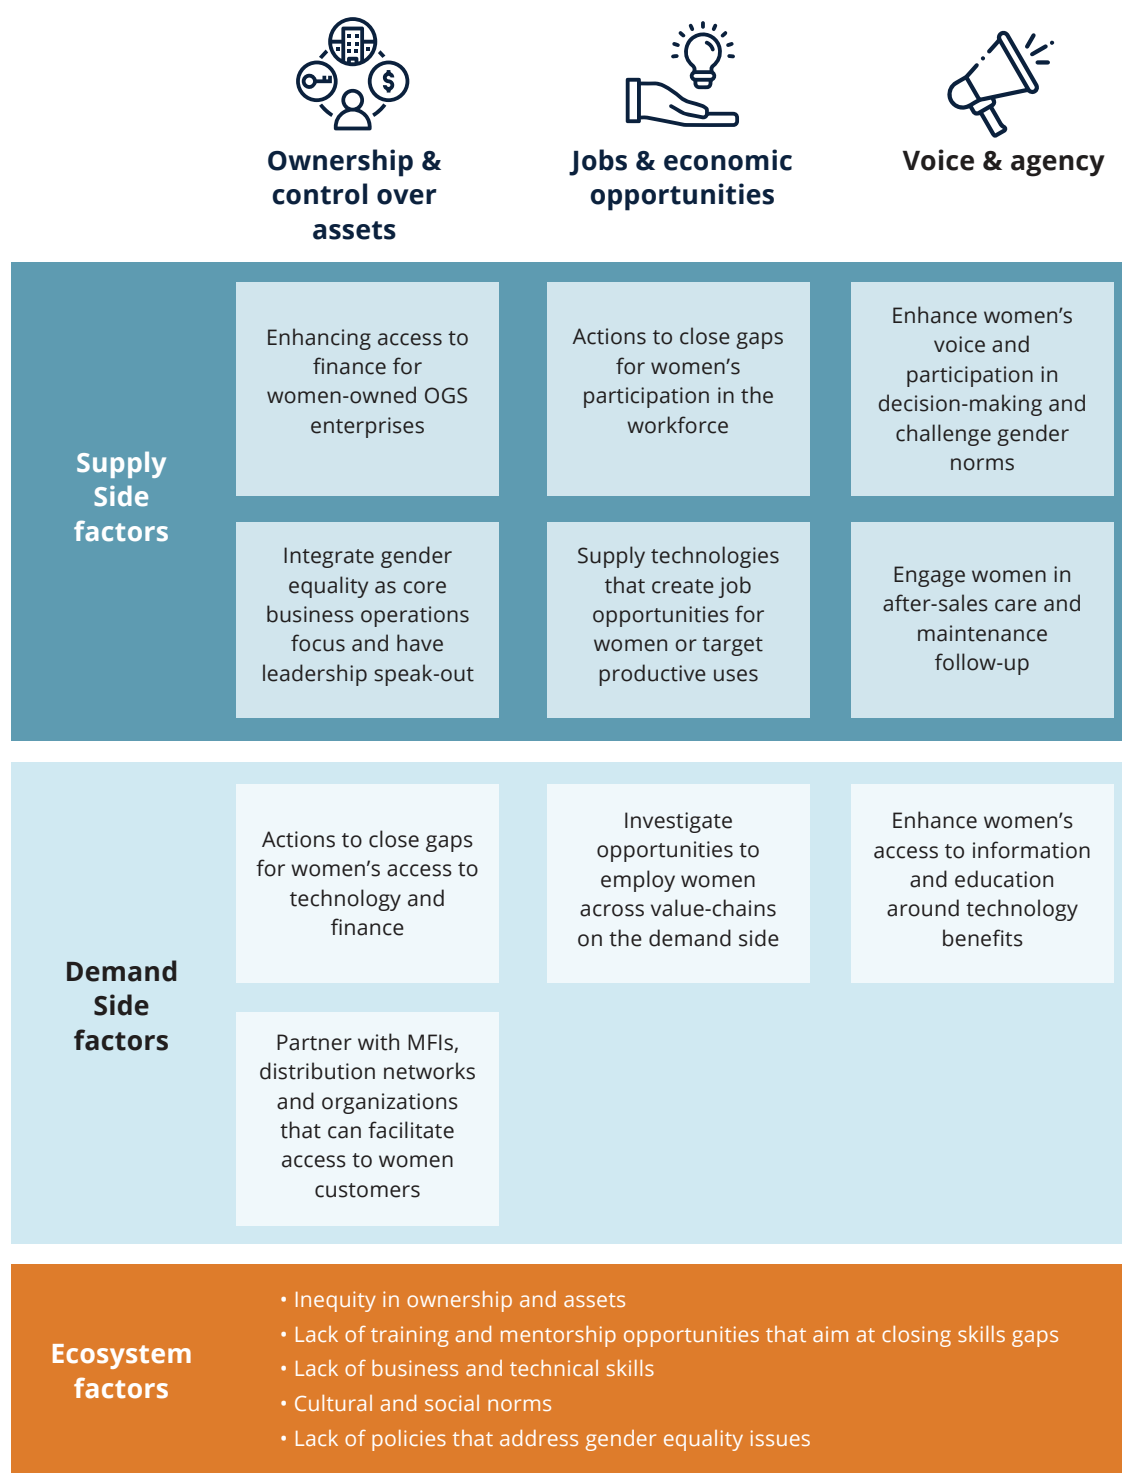 $
Ownership &
control over
assets
Jobs & economic
opportunities
Voice & agency
Supply
Side
factors
Enhancing access to
finance for
women-owned OGS
enterprises
Actions to close gaps
for women’s
participation in the
workforce
Enhance women’s
voice and
participation in
decision-making and
challenge gender
norms
Integrate gender
equality as core
business operations
focus and have
leadership speak-out
Supply technologies
that create job
opportunities for
women or target
productive uses
Engage women in
after-sales care and
maintenance
follow-up
Demand
Side
factors
Actions to close gaps
for women’s access to
technology and
finance
Investigate
opportunities to
employ women
across value-chains
on the demand side
Enhance women’s
access to information
and education
around technology
benefits
Partner with MFIs,
distribution networks
and organizations
that can facilitate
access to women
customers
Ecosystem
factors
• Inequity in ownership and assets
• Lack of training and mentorship opportunities that aim at closing skills gaps
• Lack of business and technical skills
• Cultural and social norms
• Lack of policies that address gender equality issues